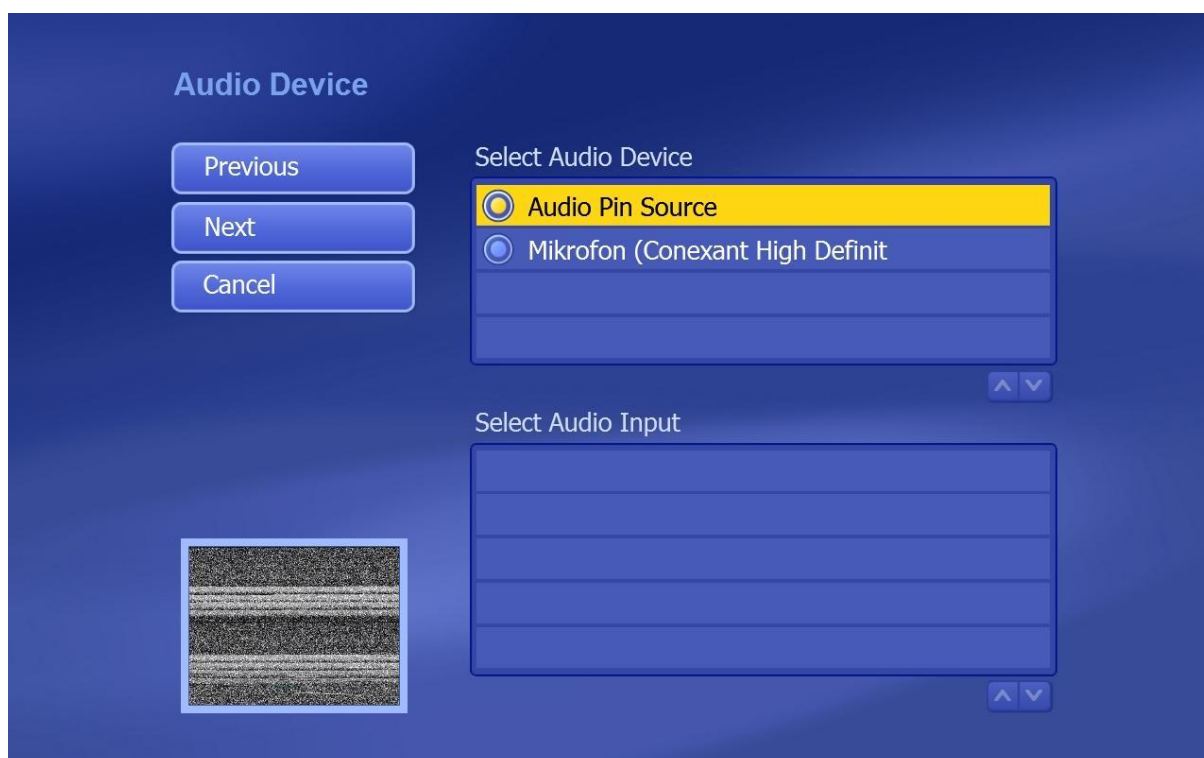 Audio Device
Previous
Next
Cancel
Select Audio Device
Audio Pin Source
Mikrofon (Conexant High Definit
Select Audio Input